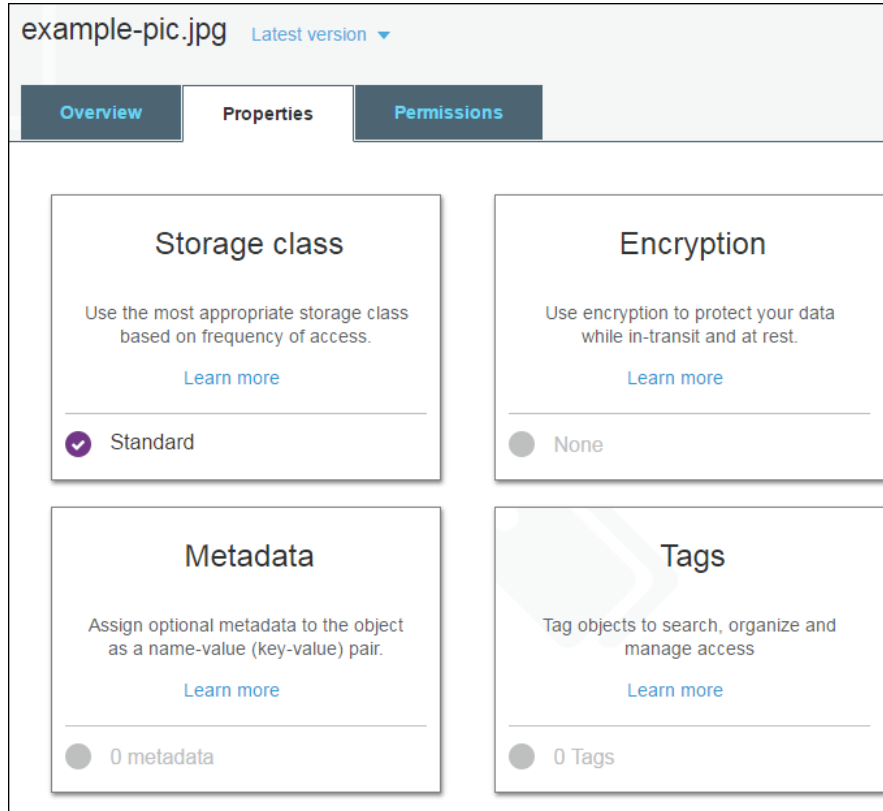 example-pic.jpg Latest version
Overview Properties Permissions
Storage class
Use the most appropriate storage class
based on frequency of access.
Learn more
Standard
Encryption
Use encryption to protect your data
while in-transit and at rest.
Learn more
None
Metadata
Assign optional metadata to the object
as a name-value (key-value) pair.
Learn more
0 metadata
Tags
Tag objects to search, organize and
manage access
Learn more
0 Tags